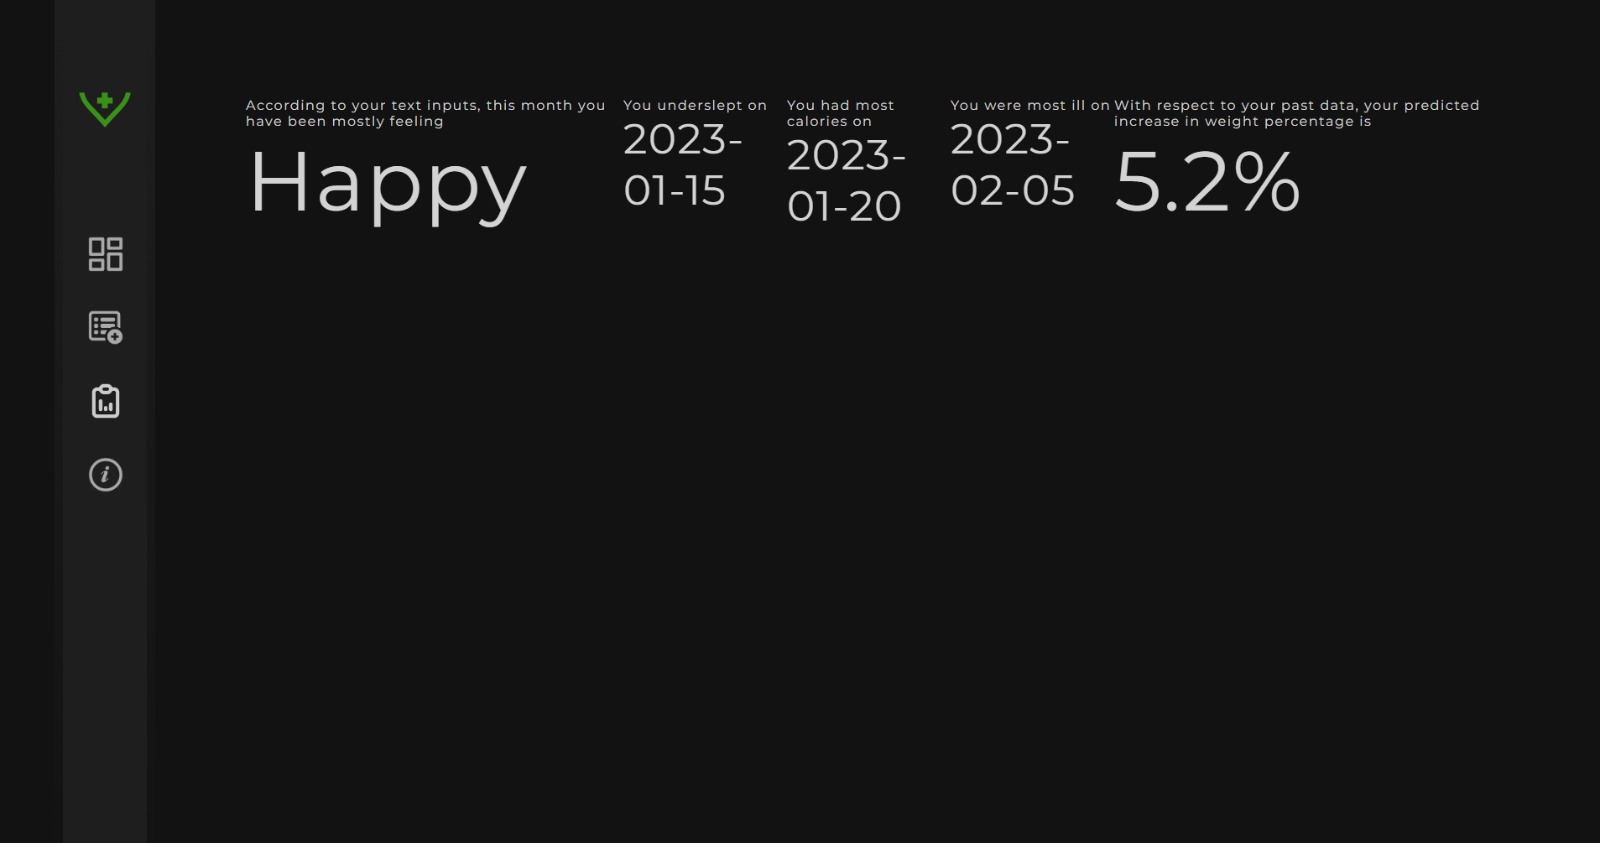 According to your text inputs, this month you
have been mostly feeling
Happy
You underslept on
2023-
01-15
You had most
calories on
2023-
01-20
You were most ill on
2023-
02-05
With respect to your past data, your predicted
increase in weight percentage is
5.2%